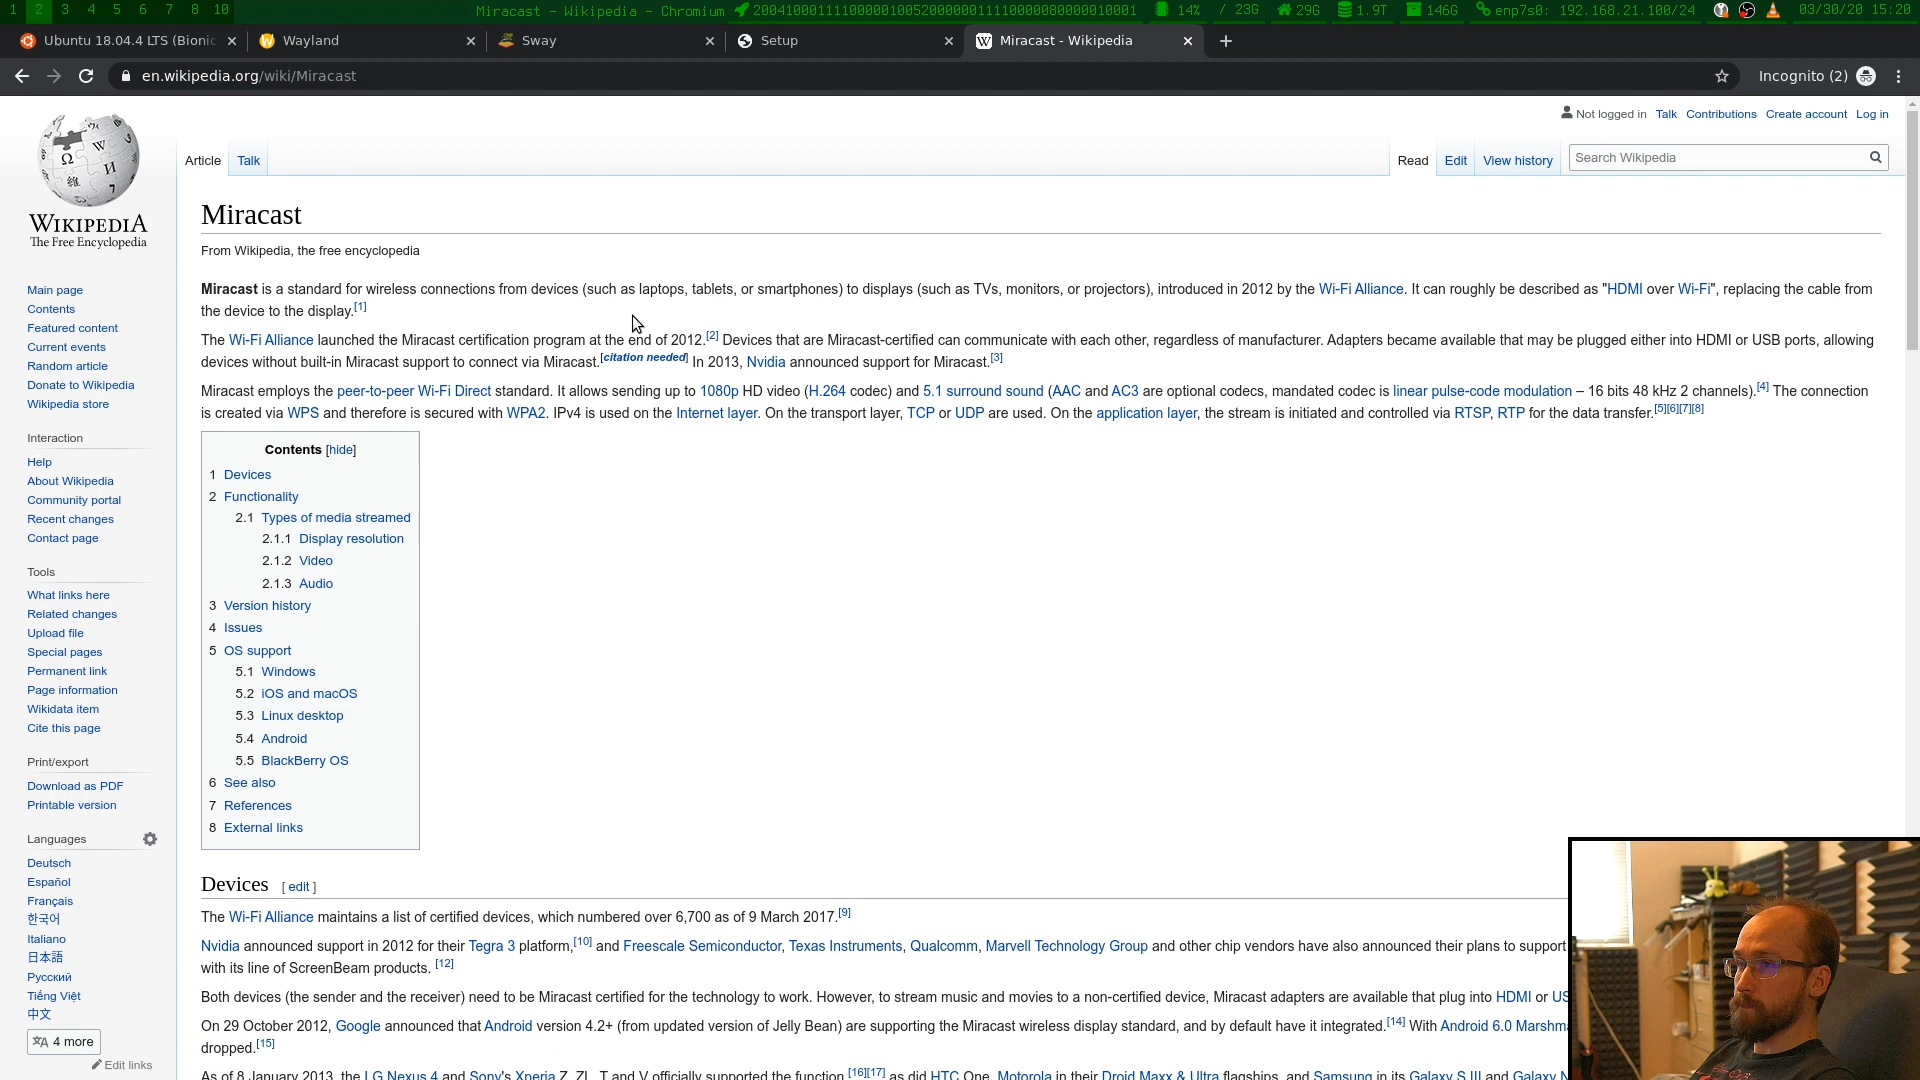 1 2 3 4 5 6 7 8 9 10 Miracast - Wikipedia - Chromium 14% / 23G 29G 1.9T 146G enp7s0: 192.168.21.100/24 03/30/20 15:20
Ubuntu 18.04.4 LTS (Bionic Wayland Sway Setup Miracast - Wikipedia
en.wikipedia.org/wiki/Miracast Incognito (2)
Not logged in Talk Contributions Create account Log in
Article Talk Read Edit View history Search Wikipedia
WIKIPEDIA
The Free Encyclopedia
Main page
Contents
Featured content
Current events
Random article
Donate to Wikipedia
Wikipedia store
Interaction
Help
About Wikipedia
Community portal
Recent changes
Contact page
Tools
What links here
Related changes
Upload file
Special pages
Permanent link
Page information
Wikidata item
Cite this page
Print/export
Download as PDF
Printable version
Languages
Deutsch
Español
Français
한국어
Italiano
日本語
Русский
Tiếng Việt
中文
4 more
Edit links
Miracast
From Wikipedia, the free encyclopedia
Miracast is a standard for wireless connections from devices (such as laptops, tablets, or smartphones) to displays (such as TVs, monitors, or projectors), introduced in 2012 by the Wi-Fi Alliance. It can roughly be described as "HDMI over Wi-Fi", replacing the cable from
the device to the display.[1]
The Wi-Fi Alliance launched the Miracast certification program at the end of 2012.[2] Devices that are Miracast-certified can communicate with each other, regardless of manufacturer. Adapters became available that may be plugged either into HDMI or USB ports, allowing
devices without built-in Miracast support to connect via Miracast.[citation needed] In 2013, Nvidia announced support for Miracast.[3]
Miracast employs the peer-to-peer Wi-Fi Direct standard. It allows sending up to 1080p HD video (H.264 codec) and 5.1 surround sound (AAC and AC3 are optional codecs, mandated codec is linear pulse-code modulation – 16 bits 48 kHz 2 channels).[4] The connection
is created via WPS and therefore is secured with WPA2. IPv4 is used on the Internet layer. On the transport layer, TCP or UDP are used. On the application layer, the stream is initiated and controlled via RTSP, RTP for the data transfer.[5][6][7][8]
Contents [hide]
1 Devices
2 Functionality
2.1 Types of media streamed
2.1.1 Display resolution
2.1.2 Video
2.1.3 Audio
3 Version history
4 Issues
5 OS support
5.1 Windows
5.2 iOS and macOS
5.3 Linux desktop
5.4 Android
5.5 BlackBerry OS
6 See also
7 References
8 External links
Devices [ edit ]
The Wi-Fi Alliance maintains a list of certified devices, which numbered over 6,700 as of 9 March 2017.[9]
Nvidia announced support in 2012 for their Tegra 3 platform,[10] and Freescale Semiconductor, Texas Instruments, Qualcomm, Marvell Technology Group and other chip vendors have also announced their plans to support
with its line of ScreenBeam products. [12]
Both devices (the sender and the receiver) need to be Miracast certified for the technology to work. However, to stream music and movies to a non-certified device, Miracast adapters are available that plug into HDMI or US
On 29 October 2012, Google announced that Android version 4.2+ (from updated version of Jelly Bean) are supporting the Miracast wireless display standard, and by default have it integrated.[14] With Android 6.0 Marshma
dropped.[15]
As of 8 January 2013, the LG Nexus 4 and Sony's Xperia Z, ZL, T and V officially supported the function,[16][17] as did HTC One, Motorola in their Droid Maxx & Ultra flagships, and Samsung in its Galaxy S III and Galaxy N